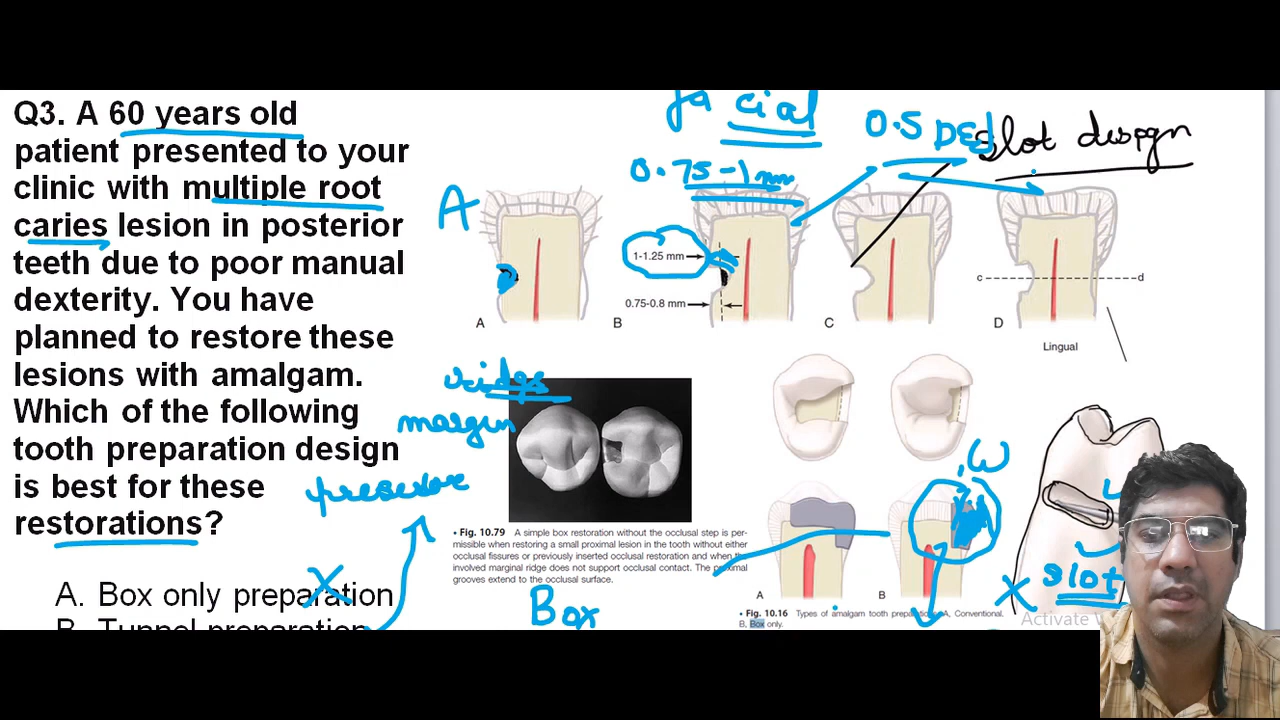 Q3. A 60 years old
patient presented to your
clinic with multiple root
caries lesion in posterior
teeth due to poor manual
dexterity. You have
planned to restore these
lesions with amalgam.
Which of the following
tooth preparation design
is best for these
restorations?
A. Box only preparation
B. Tunnel preparation
facial
0.5
slot design
0.75-1mm
A
1-1.25 mm
0.75-0.8 mm
c
d
A
B
C
D
Lingual
ridge
margin
preserve
• Fig. 10.79 A simple box restoration without the occlusal step is per-
missible when restoring a small proximal lesion in the tooth without either
occlusal fissures or previously inserted occlusal restoration and when the
involved marginal ridge does not support occlusal contact. The proximal
grooves extend to the occlusal surface.
Box
A
B
• Fig. 10.16 Types of amalgam tooth A, Conventional.
B, Box only.
slot
Activate